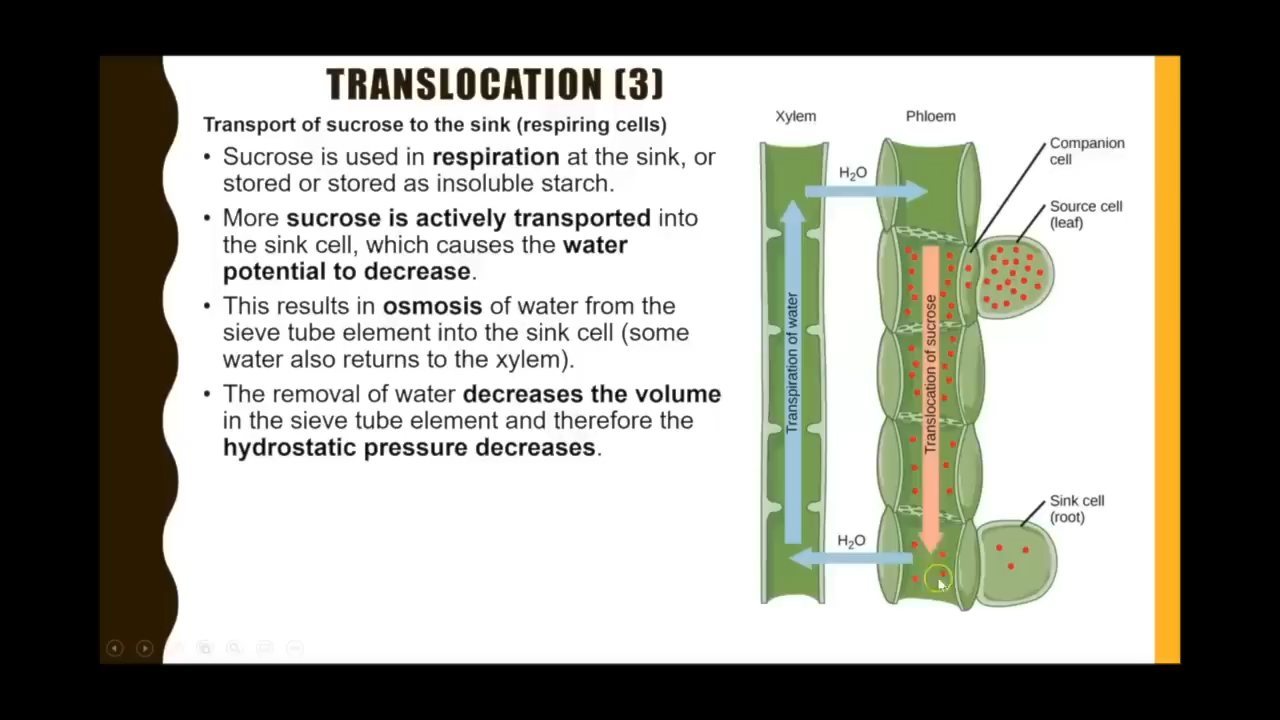 TRANSLOCATION (3)
Transport of sucrose to the sink (respiring cells)
• Sucrose is used in respiration at the sink, or
stored or stored as insoluble starch.
• More sucrose is actively transported into
the sink cell, which causes the water
potential to decrease.
• This results in osmosis of water from the
sieve tube element into the sink cell (some
water also returns to the xylem).
• The removal of water decreases the volume
in the sieve tube element and therefore the
hydrostatic pressure decreases.
Xylem
Phloem
H₂O
Companion
cell
Source cell
(leaf)
Transpiration of water
Translocation of sucrose
Sink cell
(root)
H₂O